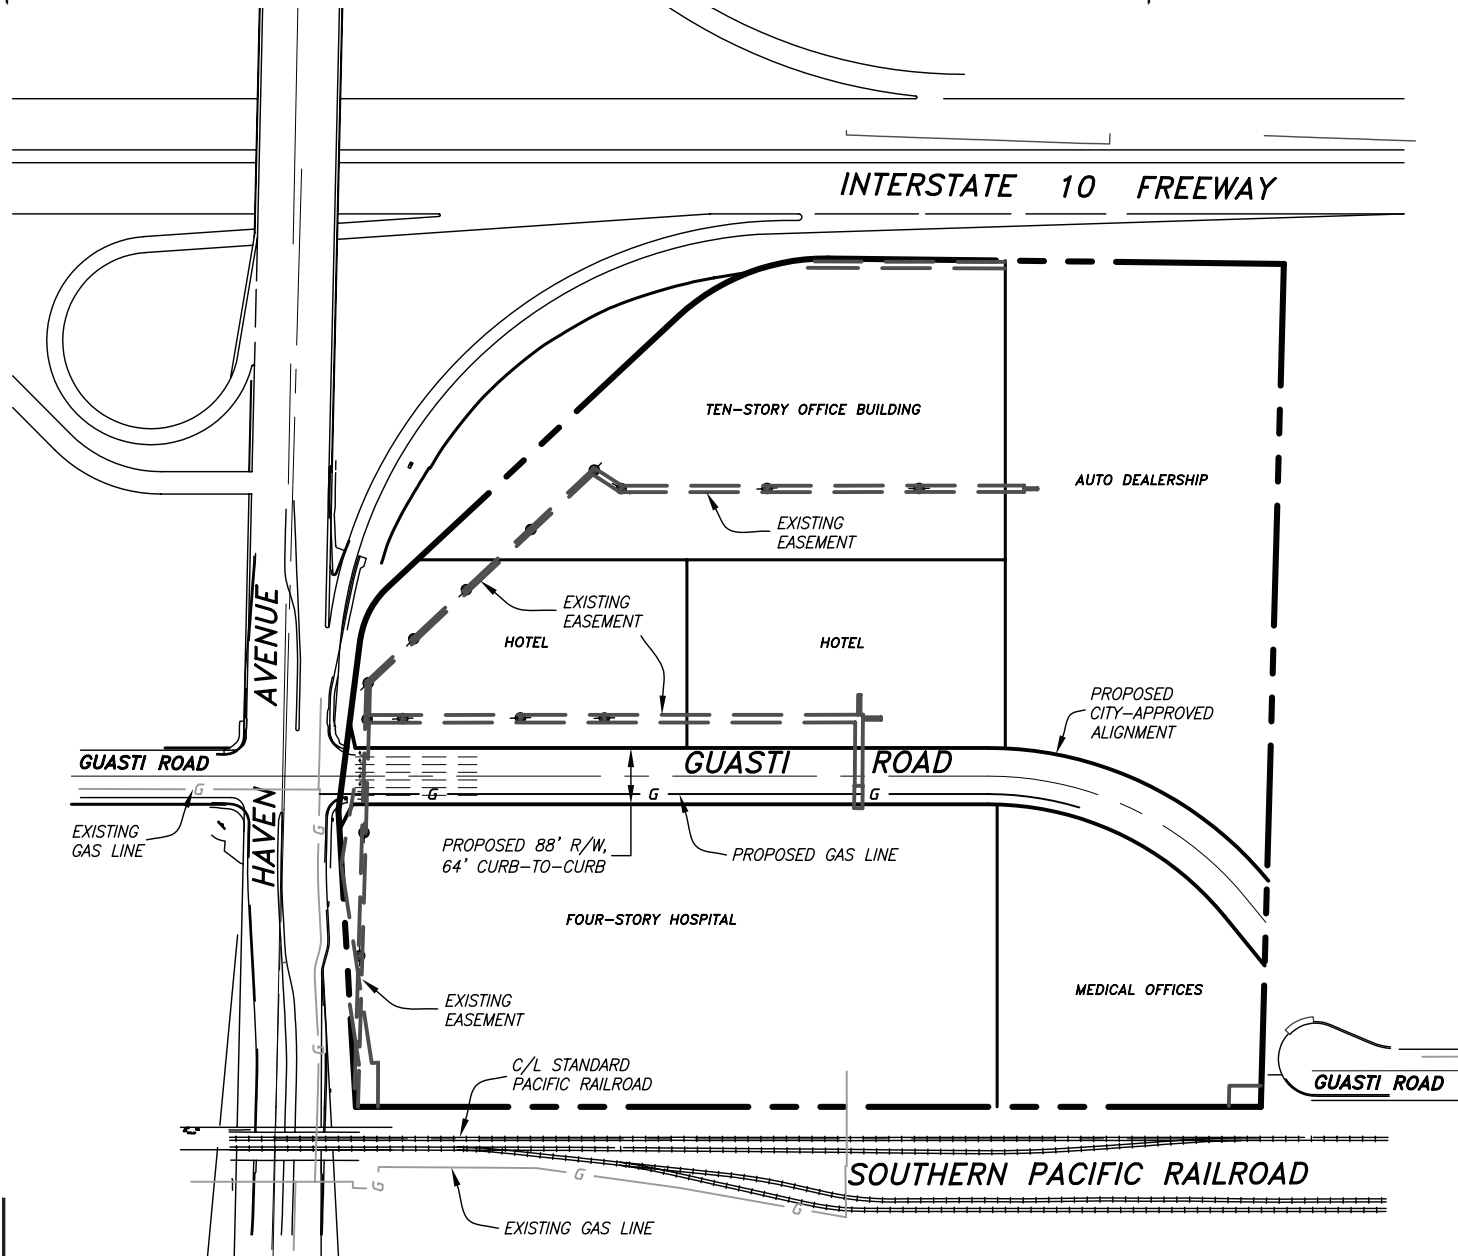 INTERSTATE 10 FREEWAY
TEN-STORY OFFICE BUILDING
AUTO DEALERSHIP
EXISTING
EASEMENT
EXISTING
EASEMENT
HOTEL
HOTEL
HAVEN AVENUE
PROPOSED
CITY-APPROVED
ALIGNMENT
GUASTI ROAD
GUASTI ROAD
G
G
G
G
G
EXISTING
GAS LINE
PROPOSED 88' R/W,
64' CURB-TO-CURB
PROPOSED GAS LINE
FOUR-STORY HOSPITAL
MEDICAL OFFICES
EXISTING
EASEMENT
G
C/L STANDARD
PACIFIC RAILROAD
GUASTI ROAD
SOUTHERN PACIFIC RAILROAD
G
G
G
EXISTING GAS LINE